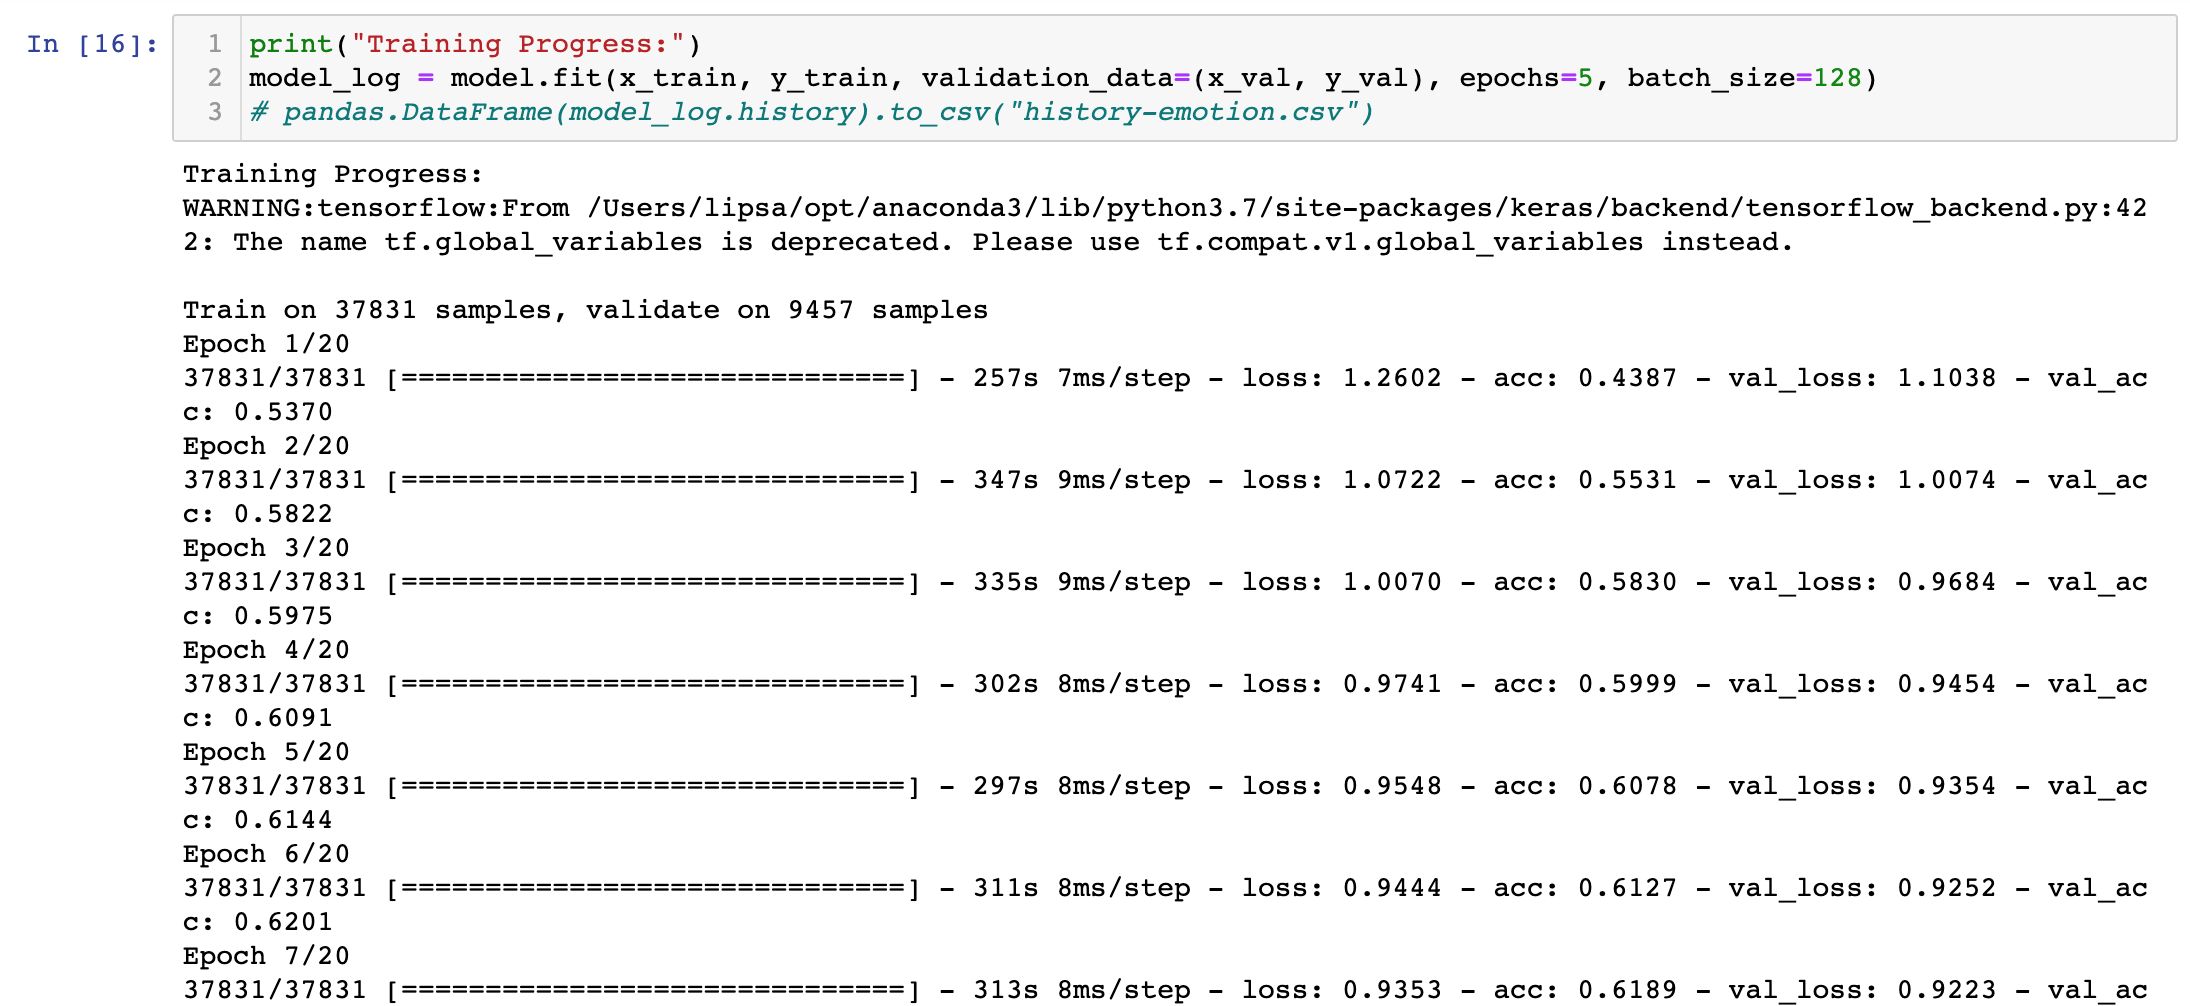 In [16]:
1 print("Training Progress:")
2 model_log = model.fit(x_train, y_train, validation_data=(x_val, y_val), epochs=5, batch_size=128)
3 # pandas.DataFrame(model_log.history).to_csv("history-emotion.csv")
Training Progress:
WARNING:tensorflow:From /Users/lipsa/opt/anaconda3/lib/python3.7/site-packages/keras/backend/tensorflow_backend.py:42
2: The name tf.global_variables is deprecated. Please use tf.compat.v1.global_variables instead.
Train on 37831 samples, validate on 9457 samples
Epoch 1/20
37831/37831 [==============================] - 257s 7ms/step - loss: 1.2602 - acc: 0.4387 - val_loss: 1.1038 - val_ac
c: 0.5370
Epoch 2/20
37831/37831 [==============================] - 347s 9ms/step - loss: 1.0722 - acc: 0.5531 - val_loss: 1.0074 - val_ac
c: 0.5822
Epoch 3/20
37831/37831 [==============================] - 335s 9ms/step - loss: 1.0070 - acc: 0.5830 - val_loss: 0.9684 - val_ac
c: 0.5975
Epoch 4/20
37831/37831 [==============================] - 302s 8ms/step - loss: 0.9741 - acc: 0.5999 - val_loss: 0.9454 - val_ac
c: 0.6091
Epoch 5/20
37831/37831 [==============================] - 297s 8ms/step - loss: 0.9548 - acc: 0.6078 - val_loss: 0.9354 - val_ac
c: 0.6144
Epoch 6/20
37831/37831 [==============================] - 311s 8ms/step - loss: 0.9444 - acc: 0.6127 - val_loss: 0.9252 - val_ac
c: 0.6201
Epoch 7/20
37831/37831 [==============================] - 313s 8ms/step - loss: 0.9353 - acc: 0.6189 - val_loss: 0.9223 - val_ac